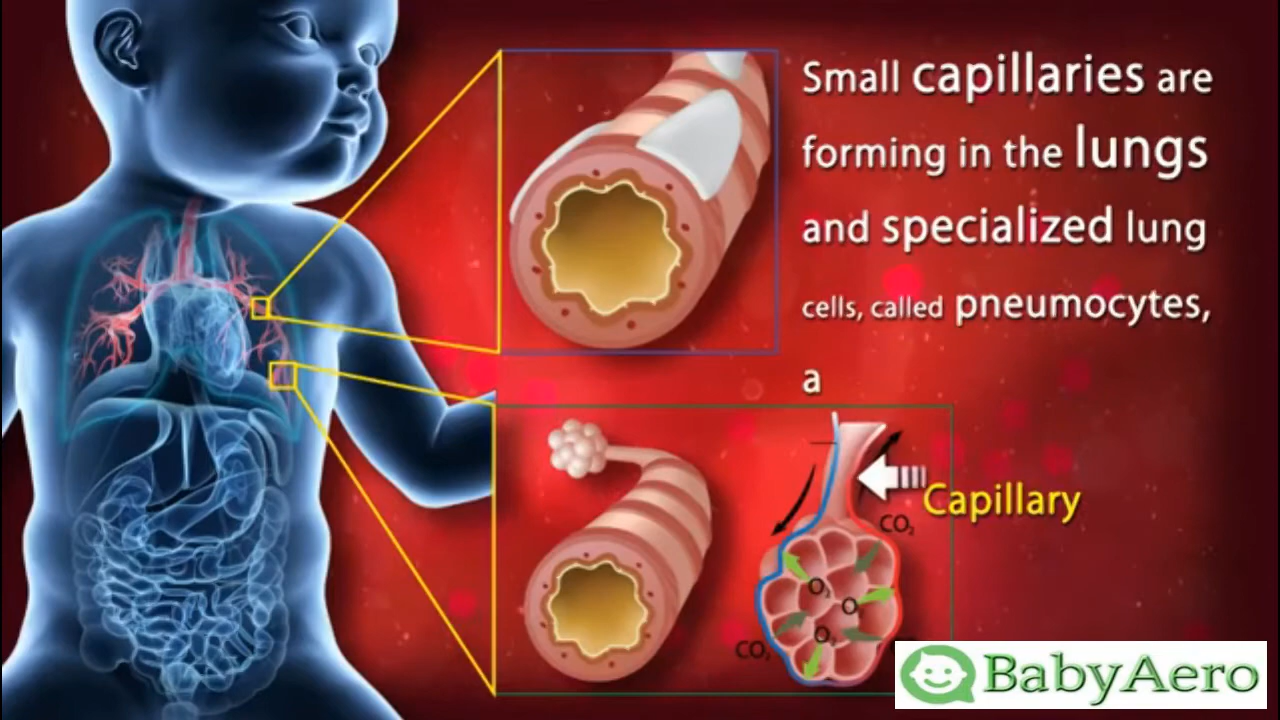 Small capillaries are
forming in the lungs
and specialized lung
cells, called pneumocytes,
a
Capillary
CO₂
O₂
O
O₂
CO₂
BabyAero